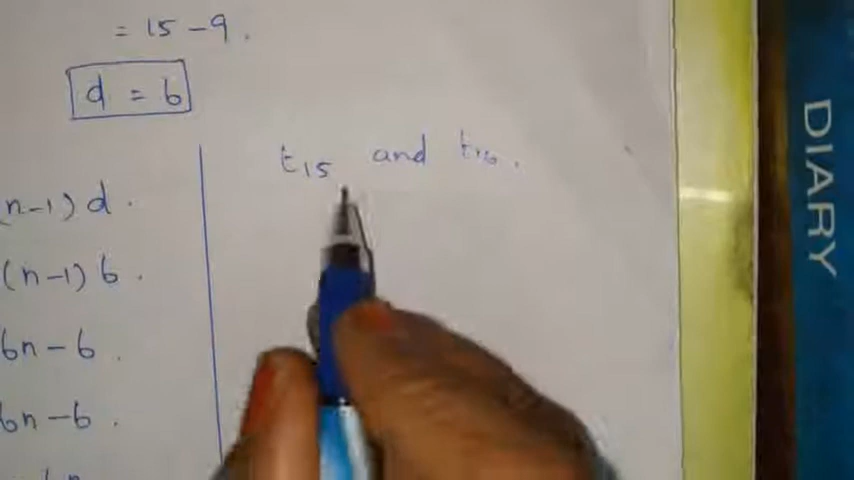 = 15 - 9.
d = 6
t15 and t16.
(n-1) d.
(n-1) 6.
6n - 6.
6n - 6.
DIARY